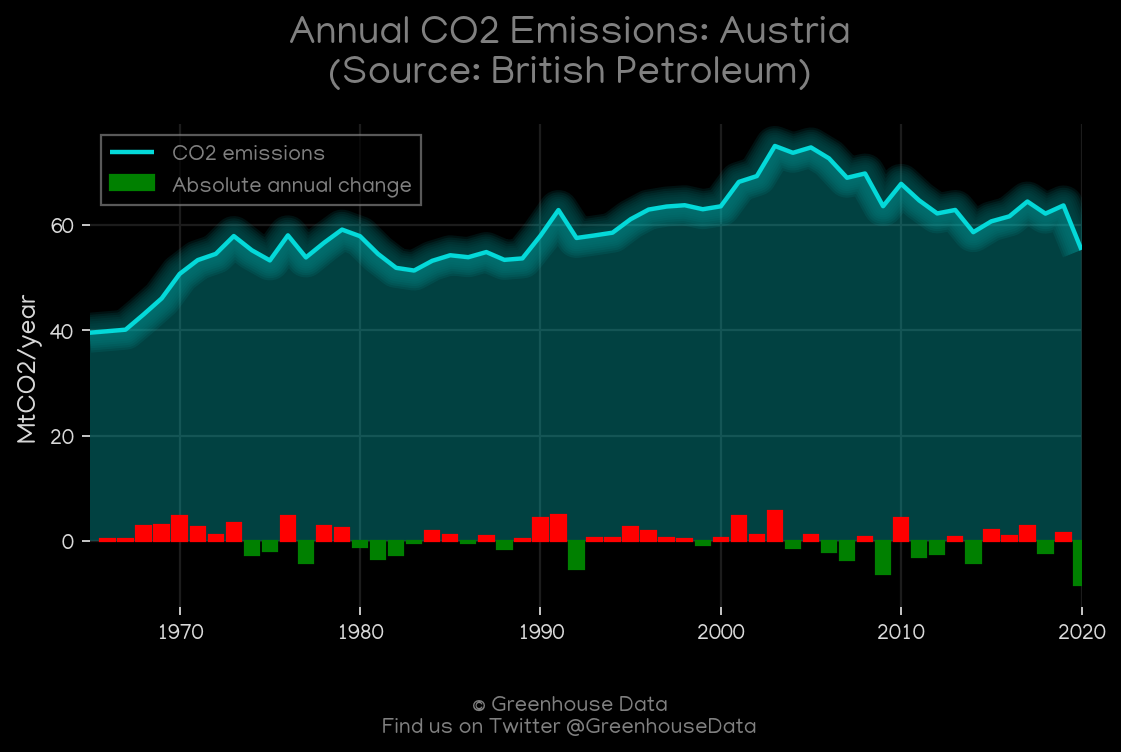 Annual CO2 Emissions: Austria
(Source: British Petroleum)
CO2 emissions
Absolute annual change
MtCO2/year
60
40
20
0
1970
1980
1990
2000
2010
2020
© Greenhouse Data
Find us on Twitter @GreenhouseData